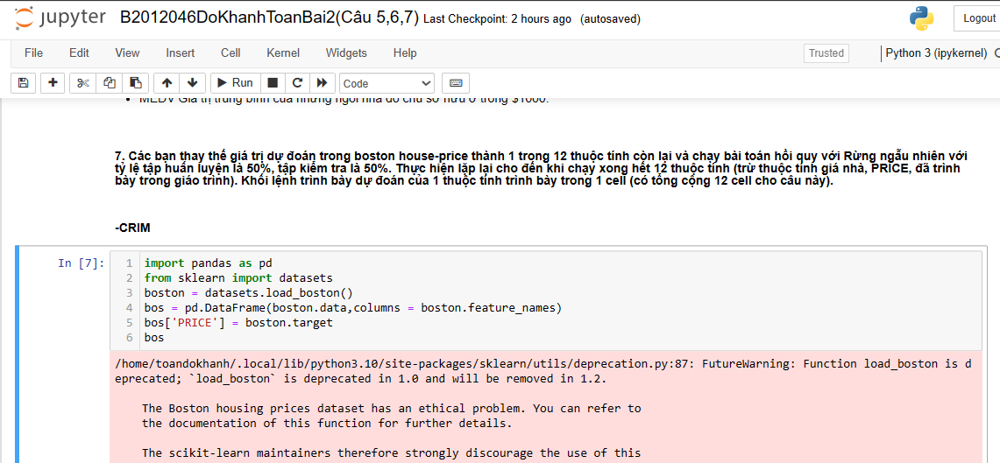 jupyter B2012046DoKhanhToanBai2(Câu 5,6,7) Last Checkpoint: 2 hours ago (autosaved)
Logout
File Edit View Insert Cell Kernel Widgets Help
Trusted
Python 3 (ipykernel)
Run
Code
• MEDV Giá trị trung bình của những ngôi nhà do chủ sở hữu ở trong $1000.
7. Các bạn thay thế giá trị dự đoán trong boston house-price thành 1 trong 12 thuộc tính còn lại và chạy bài toán hồi quy với Rừng ngẫu nhiên với
tỷ lệ tập huấn luyện là 50%, tập kiểm tra là 50%. Thực hiện lặp lại cho đến khi chạy xong hết 12 thuộc tính (trừ thuộc tính giá nhà, PRICE, đã trình
bày trong giáo trình). Khối lệnh trình bày dự đoán của 1 thuộc tính trình bày trong 1 cell (có tổng cộng 12 cell cho câu này).
-CRIM
In [7]:
1 import pandas as pd
2 from sklearn import datasets
3 boston = datasets.load_boston()
4 bos = pd.DataFrame(boston.data,columns = boston.feature_names)
5 bos['PRICE'] = boston.target
6 bos
/home/toandokhanh/.local/lib/python3.10/site-packages/sklearn/utils/deprecation.py:87: FutureWarning: Function load_boston is d
eprecated; `load_boston` is deprecated in 1.0 and will be removed in 1.2.
The Boston housing prices dataset has an ethical problem. You can refer to
the documentation of this function for further details.
The scikit-learn maintainers therefore strongly discourage the use of this